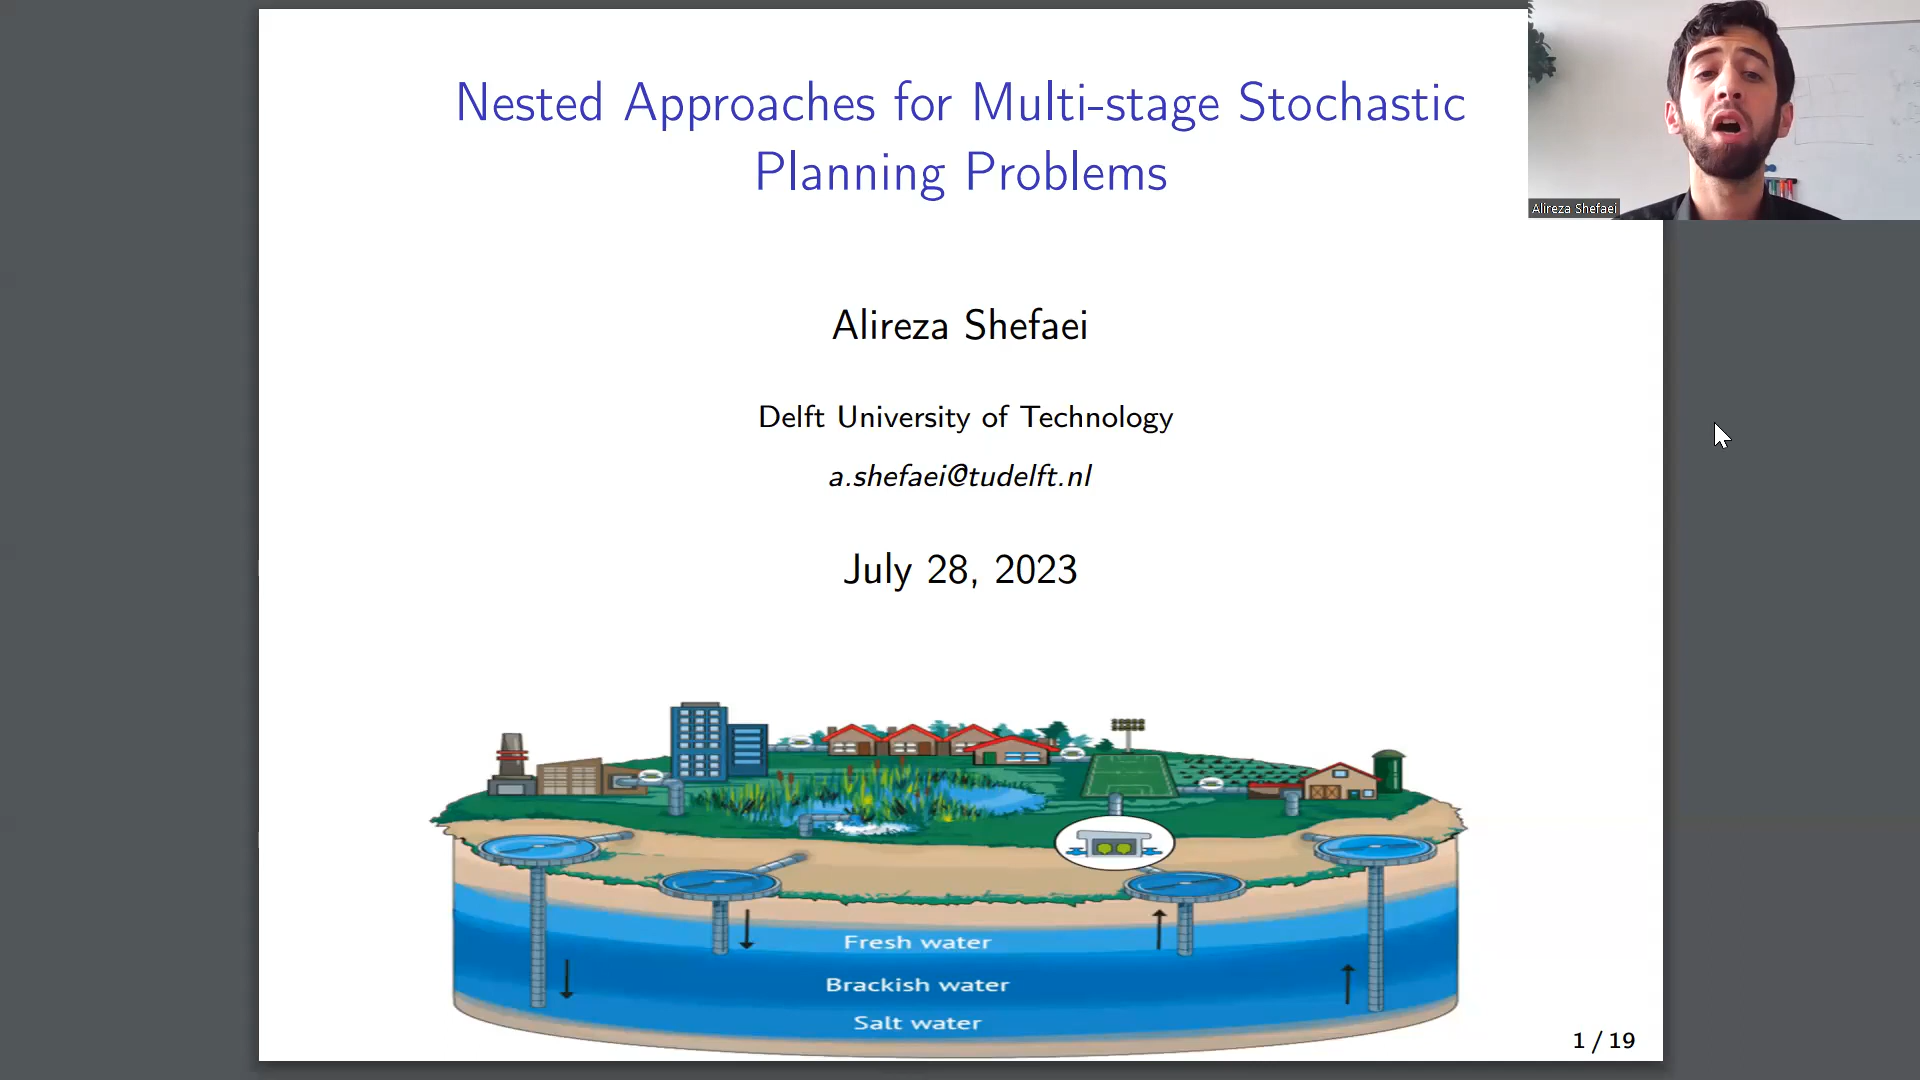 Nested Approaches for Multi-stage Stochastic
Planning Problems
Alireza Shefaei
Alireza Shefaei
Delft University of Technology
a.shefaei@tudelft.nl
July 28, 2023
Fresh water
Brackish water
Salt water
1 / 19